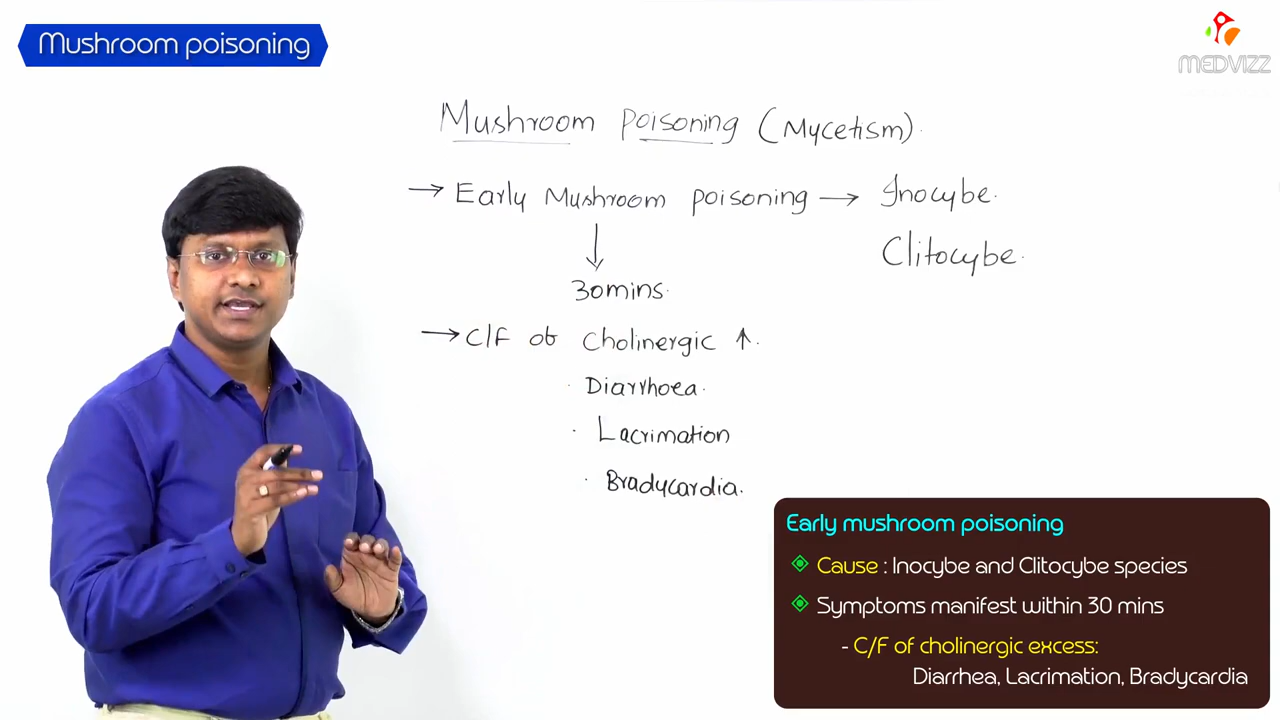 Mushroom poisoning
MEDVIZZ
Mushroom poisoning (Mycetism).
→ Early Mushroom poisoning → Inocybe.
Clitocybe.
↓
30mins.
→ C/F of Cholinergic ↑.
· Diarrhoea.
· Lacrimation
· Bradycardia.
Early mushroom poisoning
Cause : Inocybe and Clitocybe species
Symptoms manifest within 30 mins
- C/F of cholinergic excess:
Diarrhea, Lacrimation, Bradycardia